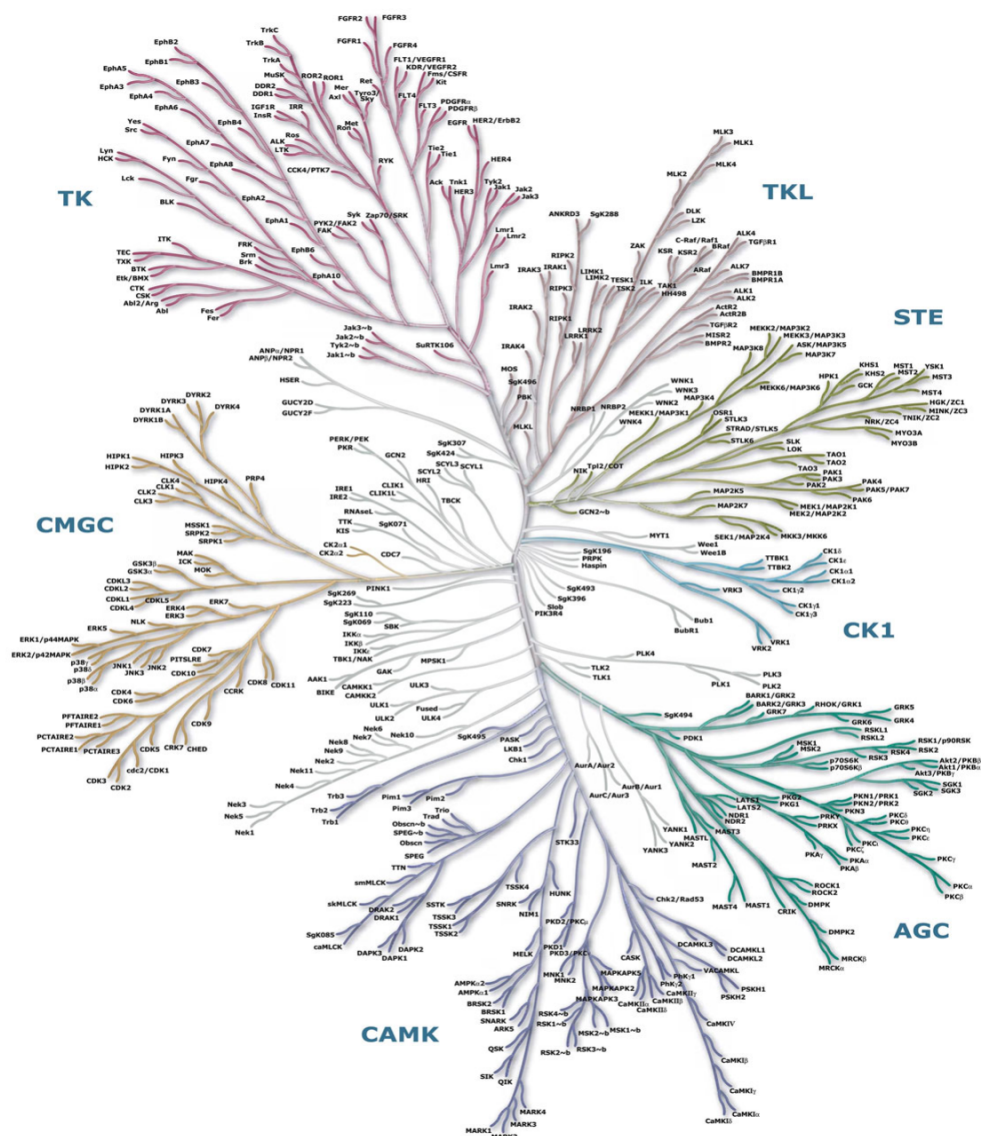 TK
EphB2
EphB1
EphA5
EphA3
EphB3
EphA4
EphA6
EphB4
Yes
Src
EphA7
Lyn
HCK
Fyn
EphA8
Lck
Fgr
EphA2
BLK
EphA1
ITK
FRK
EphB6
TEC
TXK
Srm
Brk
BTK
Etk/BMX
EphA10
CTK
CSK
Abl2/Arg
Abl
Fes
Fer
TrkC
TrkB
TrkA
MuSK
ROR2
ROR1
DDR2
DDR1
IGF1R
IRR
InsR
Ros
ALK
LTK
CCK4/PTK7
Mer
Axl
Tyro3/
Sky
Ret
Met
Ron
RYK
PYK2/FAK2
FAK
Syk
Zap70/SRK
FGFR2
FGFR3
FGFR1
FGFR4
FLT1/VEGFR1
KDR/VEGFR2
Fms/CSFR
Kit
FLT4
FLT3
PDGFRα
PDGFRβ
EGFR
HER2/ErbB2
Tie2
Tie1
HER4
Ack
Tnk1
HER3
Tyk2
Jak1
Jak2
Jak3
Lmr1
Lmr2
Lmr3
Jak3~b
Jak2~b
Tyk2~b
Jak1~b
SuRTK106
ANPα/NPR1
ANPβ/NPR2
HSER
GUCY2D
GUCY2F
TKL
MLK3
MLK1
MLK4
MLK2
ANKRD3
SgK288
DLK
LZK
ZAK
C-Raf/Raf1
BRaf
KSR
KSR2
ARaf
ALK4
TGFβR1
RIPK2
IRAK1
IRAK3
LIMK1
LIMK2
TESK1
TSK2
ILK
TAK1
HH498
ALK7
BMPR1B
BMPR1A
RIPK3
ALK1
ALK2
IRAK2
RIPK1
ActR2
ActR2B
LRRK2
LRRK1
TGFβR2
MISR2
BMPR2
IRAK4
MOS
SgK496
PBK
MLKL
NRBP1
NRBP2
WNK1
WNK3
WNK2
WNK4
STE
MEKK2/MAP3K2
MEKK3/MAP3K3
ASK/MAP3K5
MAP3K8
MAP3K7
MEKK6/MAP3K6
MAP3K4
MEKK1/MAP3K1
KHS1
KHS2
MST1
MST2
YSK1
MST3
HPK1
GCK
MST4
HGK/ZC1
MINK/ZC3
TNIK/ZC2
NRK/ZC4
OSR1
STLK3
STRAD/STLK5
STLK6
MYO3A
MYO3B
SLK
LOK
TAO1
TAO2
TAO3
PAK1
PAK3
PAK2
PAK4
PAK5/PAK7
PAK6
Tpl2/COT
NIK
GCN2~b
MAP2K5
MAP2K7
MEK1/MAP2K1
MEK2/MAP2K2
SEK1/MAP2K4
MKK3/MKK6
CMGC
DYRK2
DYRK3
DYRK1A
DYRK4
DYRK1B
HIPK1
HIPK3
HIPK2
HIPK4
PRP4
CLK4
CLK1
CLK2
CLK3
MSSK1
SRPK2
SRPK1
MAK
ICK
MOK
GSK3β
GSK3α
CDKL3
CDKL2
CDKL1
CDKL5
CDKL4
ERK7
ERK4
ERK3
NLK
ERK5
ERK1/p44MAPK
ERK2/p42MAPK
p38γ
p38δ
p38β
p38α
JNK1
JNK3
JNK2
CDK7
PITSLRE
CDK10
CDK8
CDK11
CCRK
CDK4
CDK6
PFTAIRE2
PFTAIRE1
PCTAIRE2
PCTAIRE1
PCTAIRE3
CDK5
CRK7
CHED
CDK9
cdc2/CDK1
CDK3
CDK2
PERK/PEK
PKR
GCN2
SgK307
SgK424
SCYL3
SCYL2
SCYL1
HRI
CLIK1
CLIK1L
TBCK
IRE1
IRE2
RNAseL
TTK
KIS
SgK071
CK2α1
CK2α2
CDC7
PINK1
SgK269
SgK223
SgK110
SgK069
SBK
IKKα
IKKβ
IKKε
TBK1/NAK
MPSK1
GAK
AAK1
BIKE
CAMKK1
CAMKK2
ULK3
ULK1
ULK2
Fused
ULK4
Nek6
Nek7
Nek10
Nek8
Nek9
Nek2
Nek11
Nek4
Nek3
Nek5
Nek1
MYT1
Wee1
Wee1B
SgK196
PRPK
Haspin
SgK493
SgK396
Slob
PIK3R4
Bub1
BubR1
PLK4
PLK3
PLK1
PLK2
TLK2
TLK1
CK1
TTBK1
TTBK2
CK1δ
CK1ε
CK1α1
CK1α2
VRK3
CK1γ2
CK1γ1
CK1γ3
VRK1
VRK2
AGC
SgK494
PDK1
BARK1/GRK2
BARK2/GRK3
RHOK/GRK1
GRK5
GRK7
GRK6
GRK4
RSKL1
RSKL2
MSK1
MSK2
RSK3
RSK4
RSK1/p90RSK
RSK2
p70S6K
p70S6Kβ
Akt2/PKBβ
Akt1/PKBα
Akt3/PKBγ
SGK1
SGK2
SGK3
LATS1
LATS2
NDR1
NDR2
MAST3
MASTL
MAST2
PKG2
PKG1
PKN1/PRK1
PKN2/PRK2
PKN3
PRKY
PRKX
PKCδ
PKCθ
PKCη
PKCε
PKCι
PKCζ
PKAγ
PKAα
PKAβ
PKCγ
PKCα
PKCβ
YANK1
YANK2
YANK3
MAST4
MAST1
CRIK
ROCK1
ROCK2
DMPK
DMPK2
MRCKβ
MRCKα
AurA/Aur2
AurB/Aur1
AurC/Aur3
CAMK
SgK495
PASK
LKB1
Chk1
Trb3
Trb2
Trb1
Pim1
Pim2
Pim3
Trio
Trad
Obscn~b
SPEG~b
Obscn
SPEG
TTN
STK33
smMLCK
skMLCK
SgK085
caMLCK
DRAK2
DRAK1
DAPK3
DAPK2
DAPK1
SSTK
TSSK4
TSSK3
TSSK1
TSSK2
SNRK
NIM1
HUNK
Chk2/Rad53
PKD2/PKCμ
PKD1
MELK
MNK1
MNK2
MAPKAPK5
MAPKAPK2
MAPKAPK3
CASK
DCAMKL3
DCAMKL1
DCAMKL2
VACAMKL
PhKγ1
PhKγ2
PSKH1
PSKH2
CaMKIIγ
CaMKIIα
CaMKIIβ
CaMKIIδ
AMPKα2
AMPKα1
BRSK2
BRSK1
SNARK
ARK5
QSK
SIK
QIK
RSK4~b
RSK1~b
MSK2~b
MSK1~b
RSK2~b
RSK3~b
CaMKIV
CaMKIβ
CaMKIγ
CaMKIα
CaMKIδ
MARK4
MARK3
MARK1